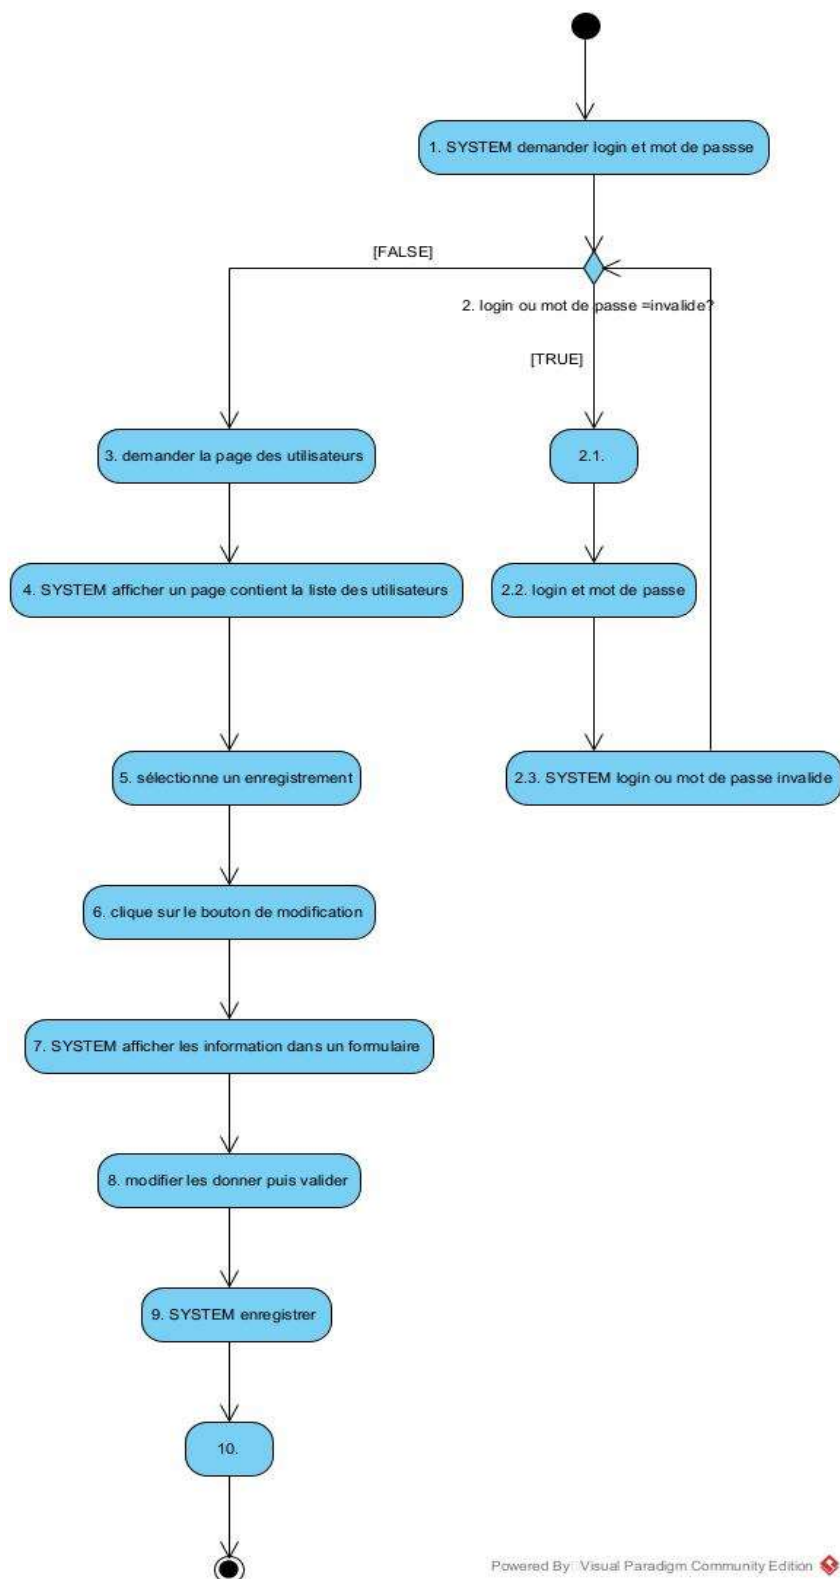 1. SYSTEM demander login et mot de passse
[FALSE]
2. login ou mot de passe =invalide?
[TRUE]
3. demander la page des utilisateurs
2.1.
4. SYSTEM afficher un page contient la liste des utilisateurs
2.2. login et mot de passe
5. sélectionne un enregistrement
2.3. SYSTEM login ou mot de passe invalide
6. clique sur le bouton de modification
7. SYSTEM afficher les information dans un formulaire
8. modifier les donner puis valider
9. SYSTEM enregistrer
10.
Powered By Visual Paradigm Community Edition